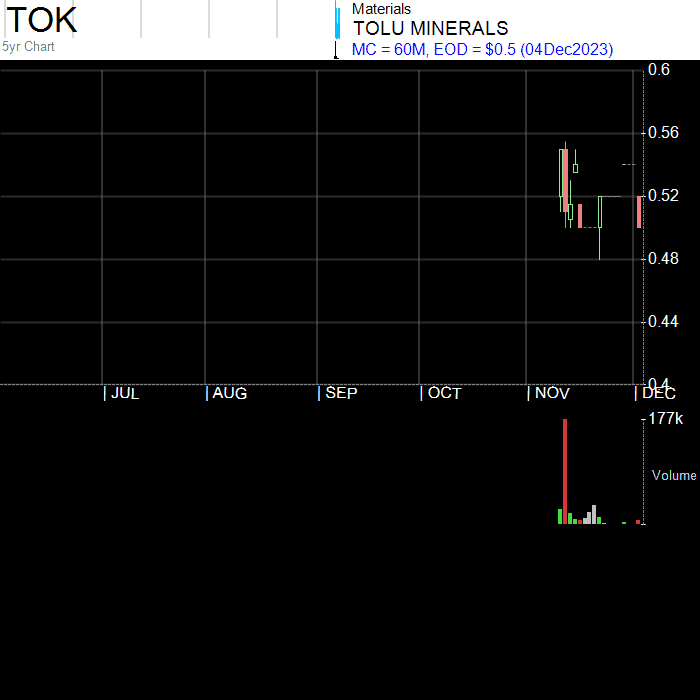 TOK
5yr Chart
Materials
TOLU MINERALS
MC = 60M, EOD = $0.5 (04Dec2023)
0.6
0.56
0.52
0.48
0.44
0.4
| JUL | AUG | SEP | OCT | NOV | DEC
177k
Volume